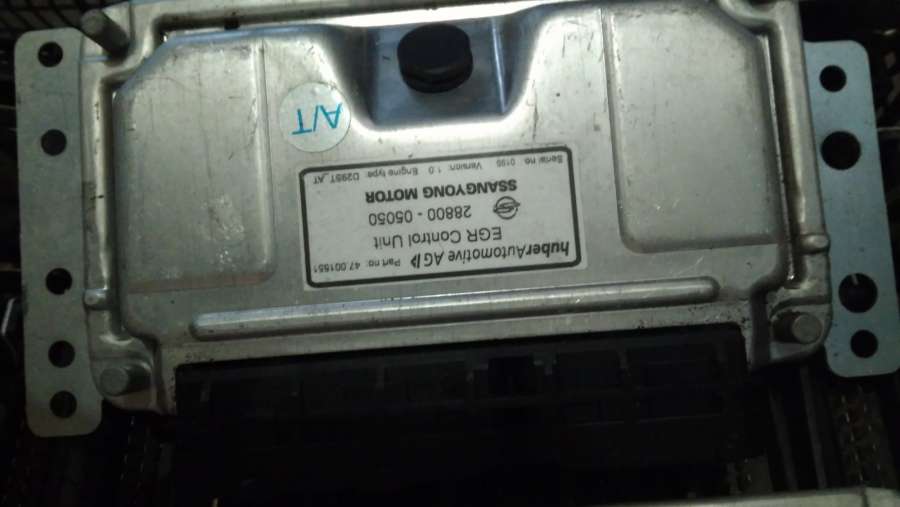 huberAutomotive AG Part no: 47.001551
EGR Control Unit
28800 - 05050
SSANGYONG MOTOR
Serial no. 0195 Version: 1.0 Engine type: D29ST_AT
A/T